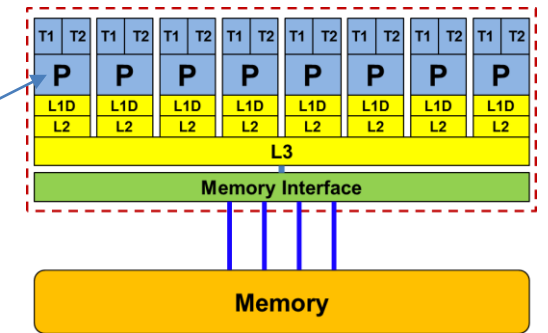 T1 T2 T1 T2 T1 T2 T1 T2 T1 T2 T1 T2 T1 T2 T1 T2
P P P P P P P P
L1D L1D L1D L1D L1D L1D L1D L1D
L2 L2 L2 L2 L2 L2 L2 L2
L3
Memory Interface
Memory